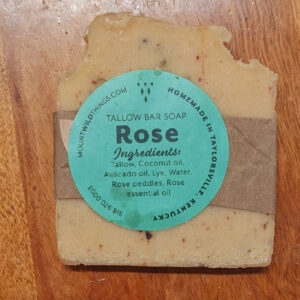 MOUNTWILDTHINGS.COM
HOMEMADE IN TAYLORSVILLE, KENTUCKY
TALLOW BAR SOAP
Rose
Ingredients:
Tallow, Coconut oil,
Avocado oil, Lye, Water,
Rose peddles, Rose
essential oil